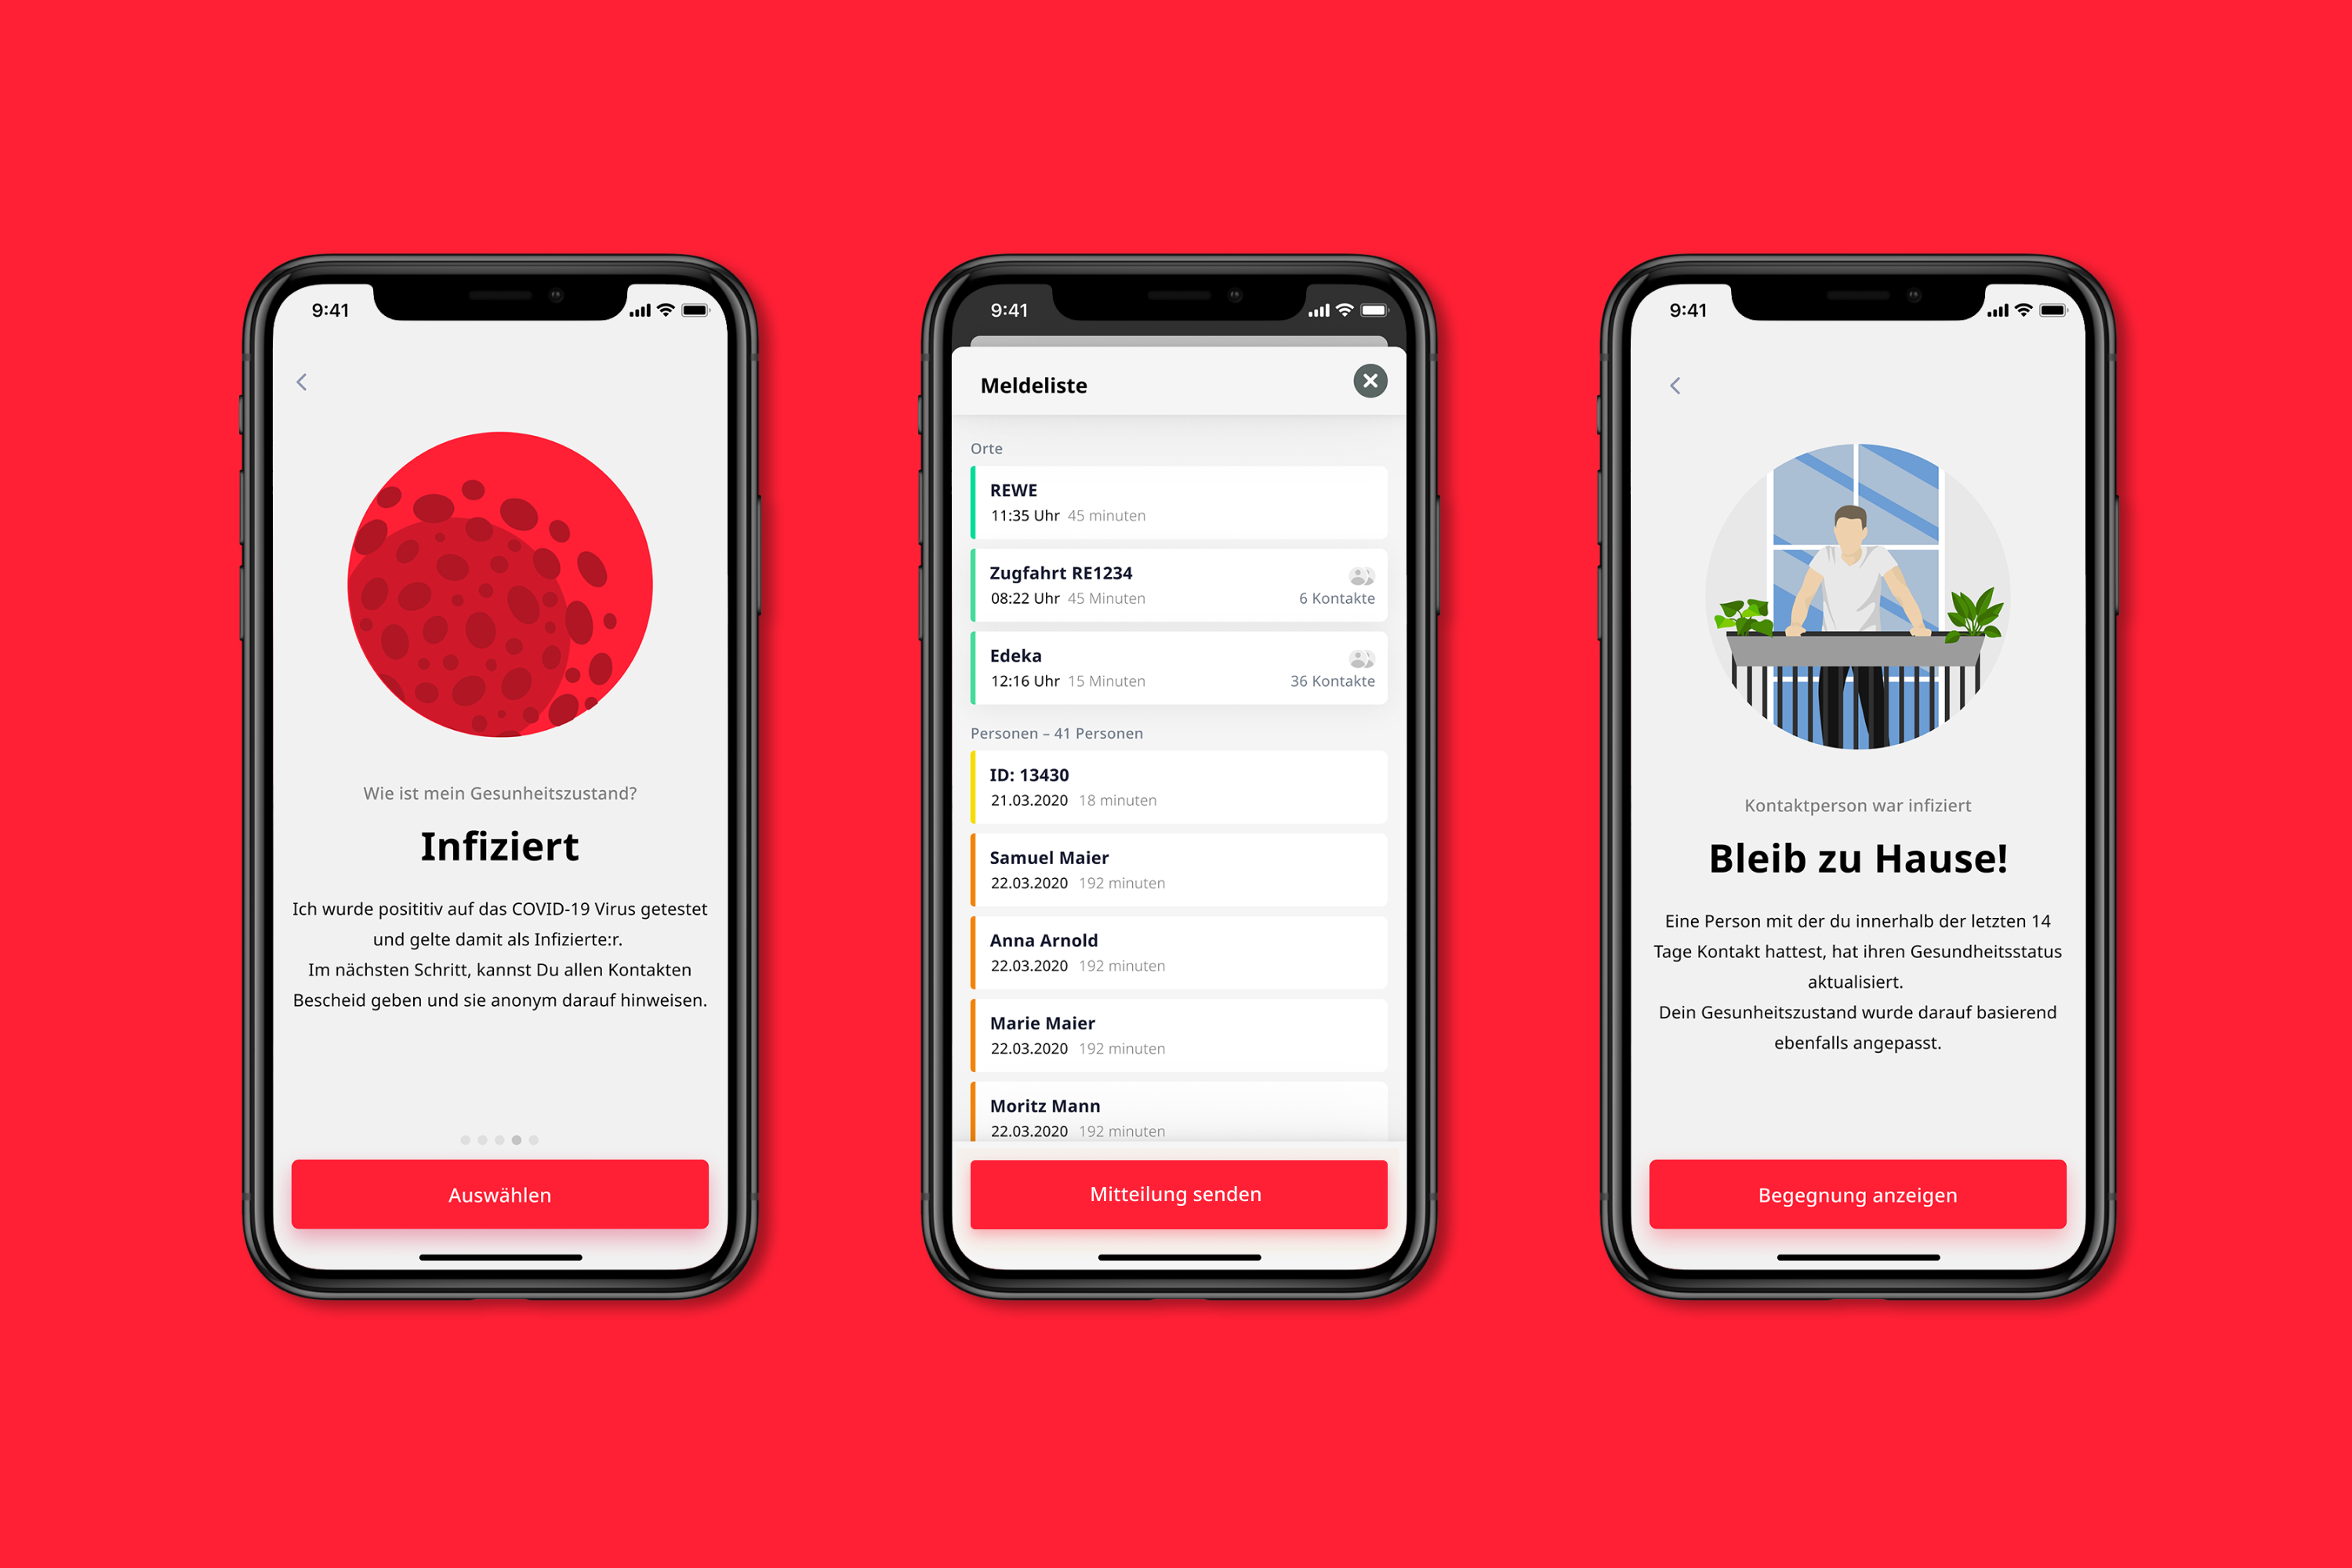 9:41
Wie ist mein Gesunheitszustand?
Infiziert
Ich wurde posititiv auf das COVID-19 Virus getestet
und gelte damit als Infizierte:r.
Im nächsten Schritt, kannst Du allen Kontakten
Bescheid geben und sie anonym darauf hinweisen.
Auswählen
9:41
Meldeliste
Orte
REWE
11:35 Uhr 45 minuten
Zugfahrt RE1234
08:22 Uhr 45 Minuten 6 Kontakte
Edeka
12:16 Uhr 15 Minuten 36 Kontakte
Personen – 41 Personen
ID: 13430
21.03.2020 18 minuten
Samuel Maier
22.03.2020 192 minuten
Anna Arnold
22.03.2020 192 minuten
Marie Maier
22.03.2020 192 minuten
Moritz Mann
22.03.2020 192 minuten
Mitteilung senden
9:41
Kontaktperson war infiziert
Bleib zu Hause!
Eine Person mit der du innerhalb der letzten 14
Tage Kontakt hattest, hat ihren Gesundheitsstatus
aktualisiert.
Dein Gesunheitszustand wurde darauf basierend
ebenfalls angepasst.
Begegnung anzeigen